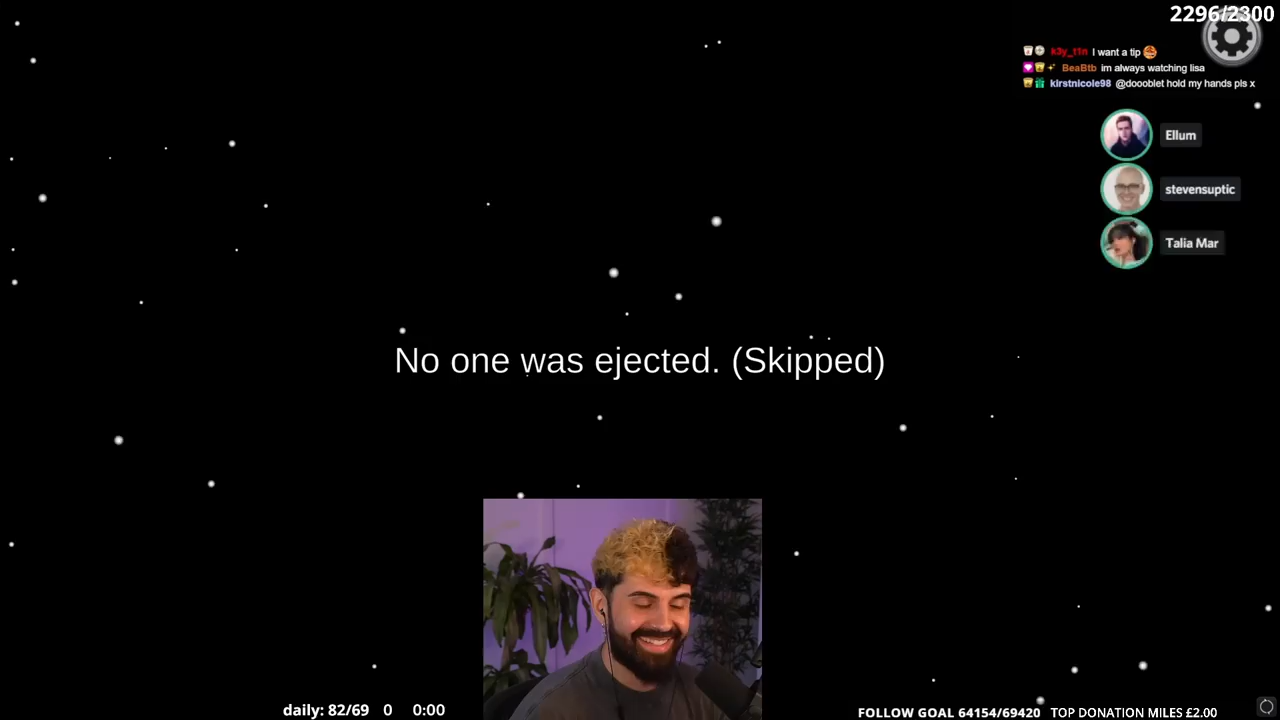 2296/2300
k3y_t1n I want a tip
BeaBtb im always watching lisa
kirstnicole98 @doooblet hold my hands pls x
Ellum
stevensuptic
Talia Mar
No one was ejected. (Skipped)
daily: 82/69 0 0:00
FOLLOW GOAL 64154/69420 TOP DONATION MILES £2.00